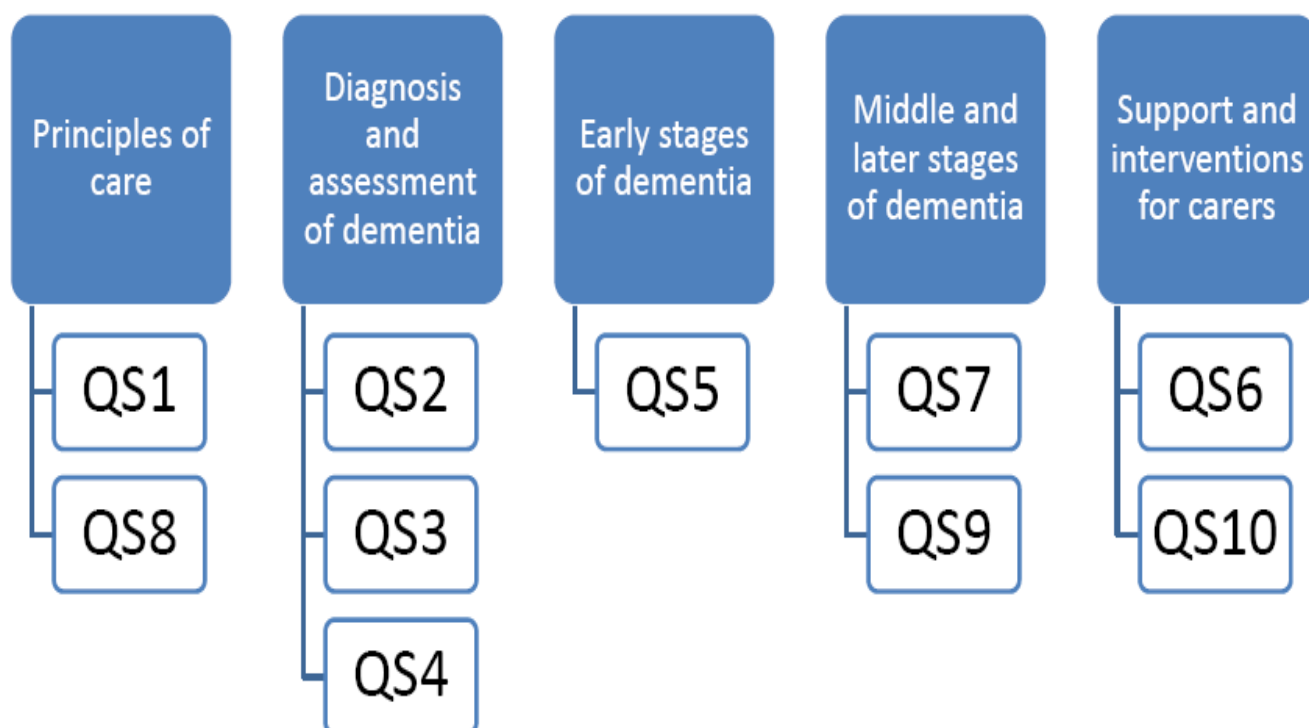 Principles of
care
QS1
QS8
Diagnosis
and
assessment
of dementia
QS2
QS3
QS4
Early stages
of dementia
QS5
Middle and
later stages
of dementia
QS7
QS9
Support and
interventions
for carers
QS6
QS10